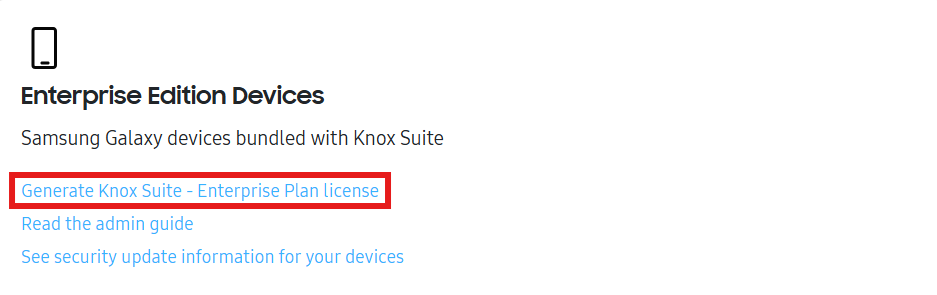 Enterprise Edition Devices
Samsung Galaxy devices bundled with Knox Suite
Generate Knox Suite - Enterprise Plan license
Read the admin guide
See security update information for your devices